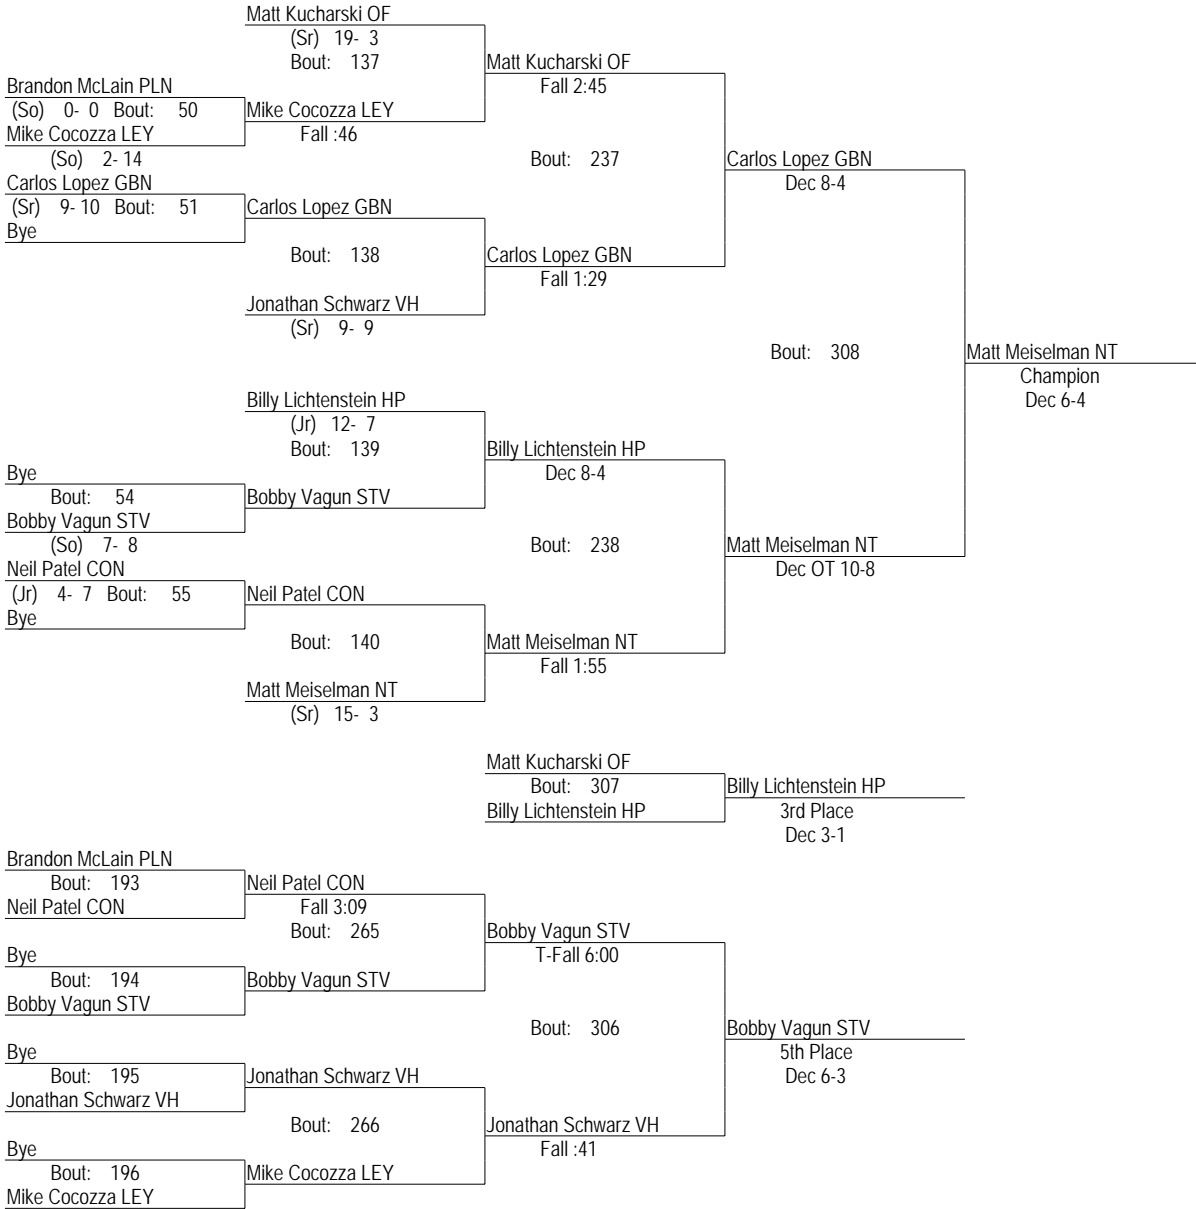 Matt Kucharski OF
(Sr) 19- 3
Bout: 137
Matt Kucharski OF
Fall 2:45
Brandon McLain PLN
(So) 0- 0 Bout: 50
Mike Cocozza LEY
Mike Cocozza LEY
Fall :46
(So) 2- 14
Bout: 237
Carlos Lopez GBN
Dec 8-4
Carlos Lopez GBN
(Sr) 9- 10 Bout: 51
Carlos Lopez GBN
Bye
Bout: 138
Carlos Lopez GBN
Fall 1:29
Jonathan Schwarz VH
(Sr) 9- 9
Bout: 308
Matt Meiselman NT
Champion
Dec 6-4
Billy Lichtenstein HP
(Jr) 12- 7
Bout: 139
Billy Lichtenstein HP
Dec 8-4
Bye
Bout: 54
Bobby Vagun STV
Bobby Vagun STV
(So) 7- 8
Bout: 238
Matt Meiselman NT
Dec OT 10-8
Neil Patel CON
(Jr) 4- 7 Bout: 55
Neil Patel CON
Bye
Bout: 140
Matt Meiselman NT
Fall 1:55
Matt Meiselman NT
(Sr) 15- 3
Matt Kucharski OF
Bout: 307
Billy Lichtenstein HP
Billy Lichtenstein HP
3rd Place
Dec 3-1
Brandon McLain PLN
Bout: 193
Neil Patel CON
Neil Patel CON
Fall 3:09
Bout: 265
Bobby Vagun STV
T-Fall 6:00
Bye
Bout: 194
Bobby Vagun STV
Bobby Vagun STV
Bout: 306
Bobby Vagun STV
5th Place
Dec 6-3
Bye
Bout: 195
Jonathan Schwarz VH
Jonathan Schwarz VH
Bout: 266
Jonathan Schwarz VH
Fall :41
Bye
Bout: 196
Mike Cocozza LEY
Mike Cocozza LEY